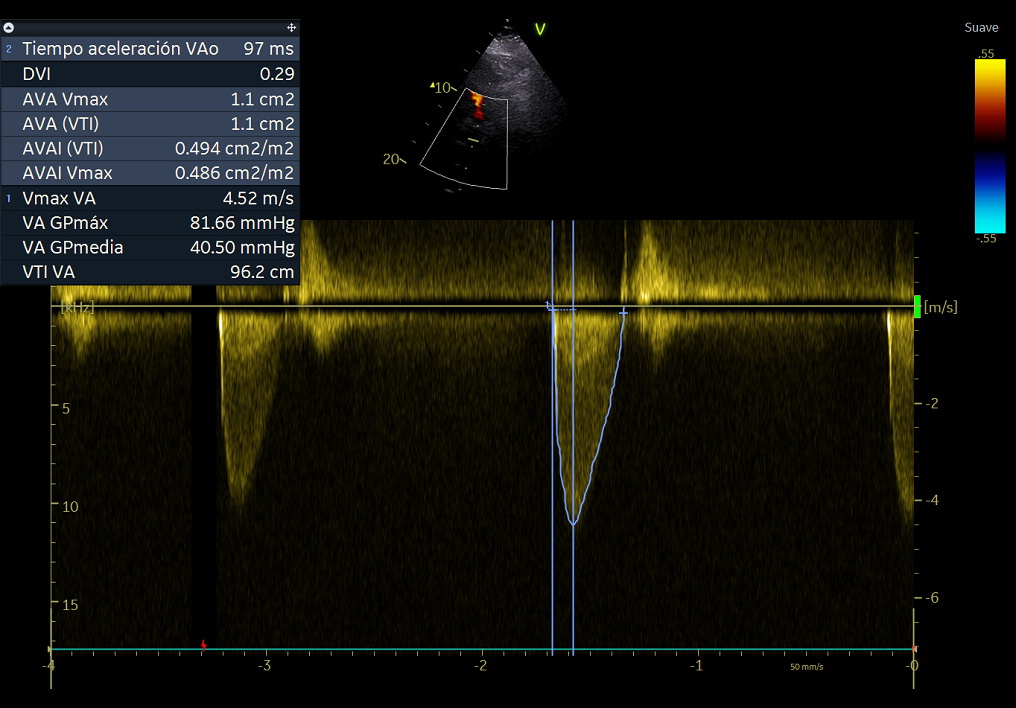 2 Tiempo aceleración VAo 97 ms
DVI 0.29
AVA Vmax 1.1 cm2
AVA (VTI) 1.1 cm2
AVAI (VTI) 0.494 cm2/m2
AVAI Vmax 0.486 cm2/m2
1 Vmax VA 4.52 m/s
VA GPmáx 81.66 mmHg
VA GPmedia 40.50 mmHg
VTI VA 96.2 cm
V
10
20
Suave
.55
-.55
[kHz]
1
[m/s]
-2
5
-4
10
-6
15
-4 -3 -2 -1 50 mm/s -0